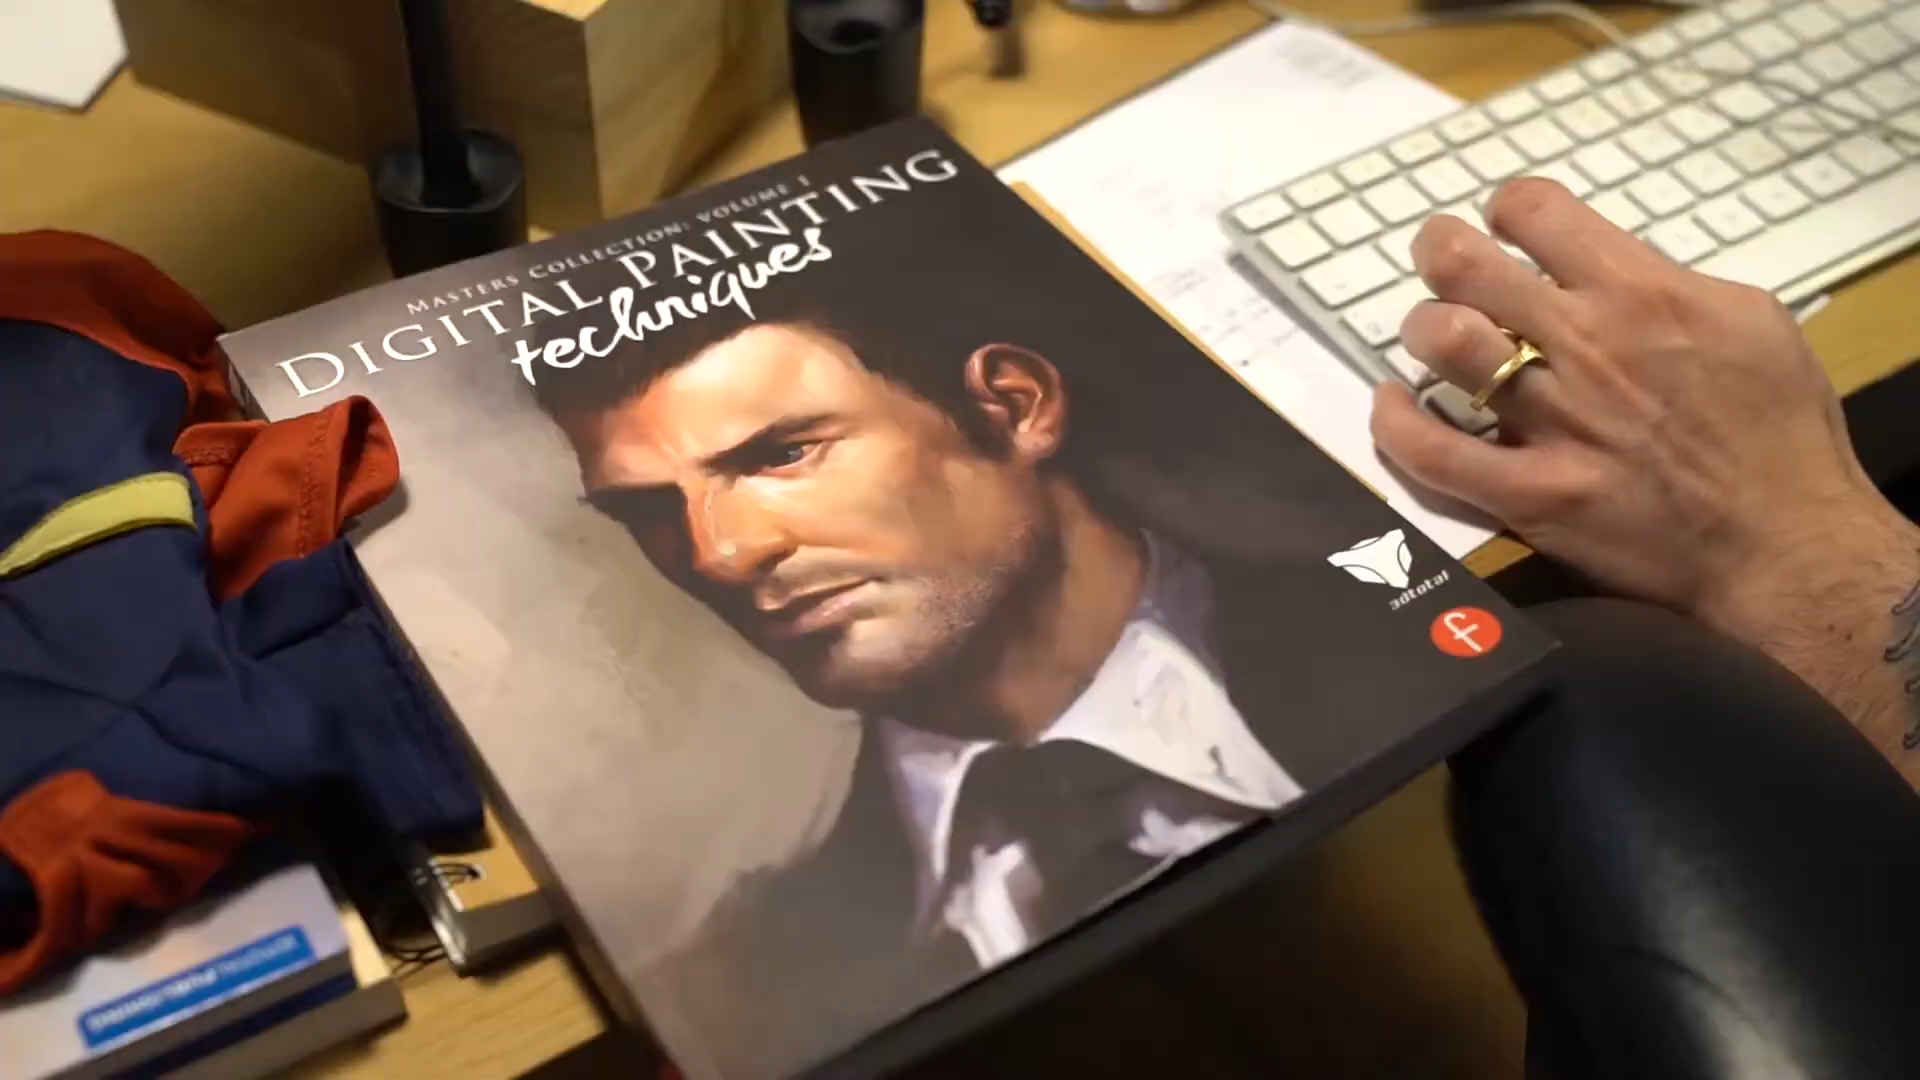 MASTERS COLLECTION: VOLUME 1
DIGITAL PAINTING
techniques
3dtotal
f